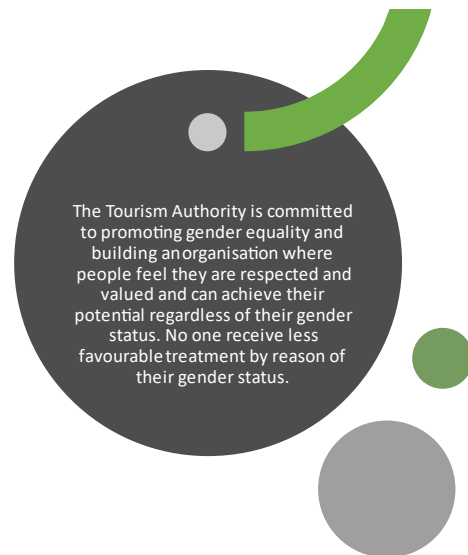 The Tourism Authority is committed
to promoting gender equality and
building anorganisation where
people feel they are respected and
valued and can achieve their
potential regardless of their gender
status. No one receive less
favourable treatment by reason of
their gender status.